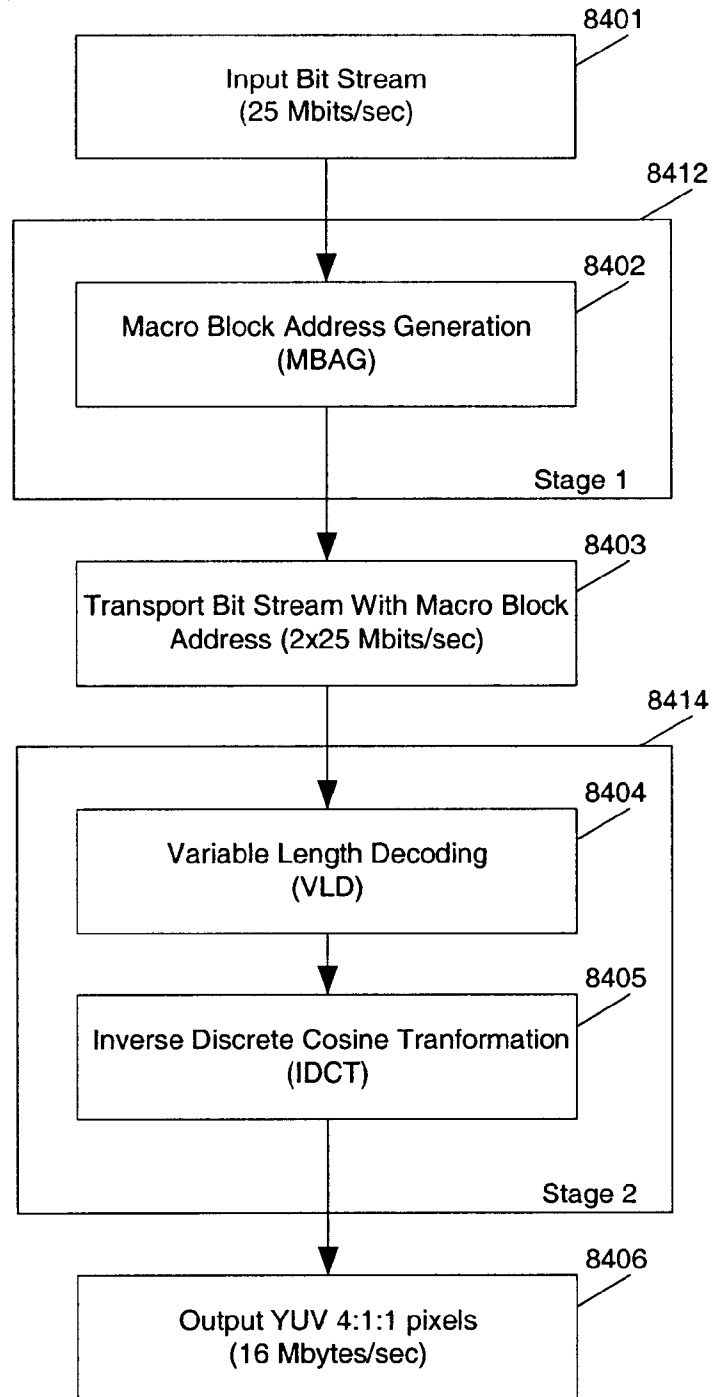 8401
Input Bit Stream
(25 Mbits/sec)
8412
8402
Macro Block Address Generation
(MBAG)
Stage 1
8403
Transport Bit Stream With Macro Block
Address (2x25 Mbits/sec)
8414
8404
Variable Length Decoding
(VLD)
8405
Inverse Discrete Cosine Tranformation
(IDCT)
Stage 2
8406
Output YUV 4:1:1 pixels
(16 Mbytes/sec)